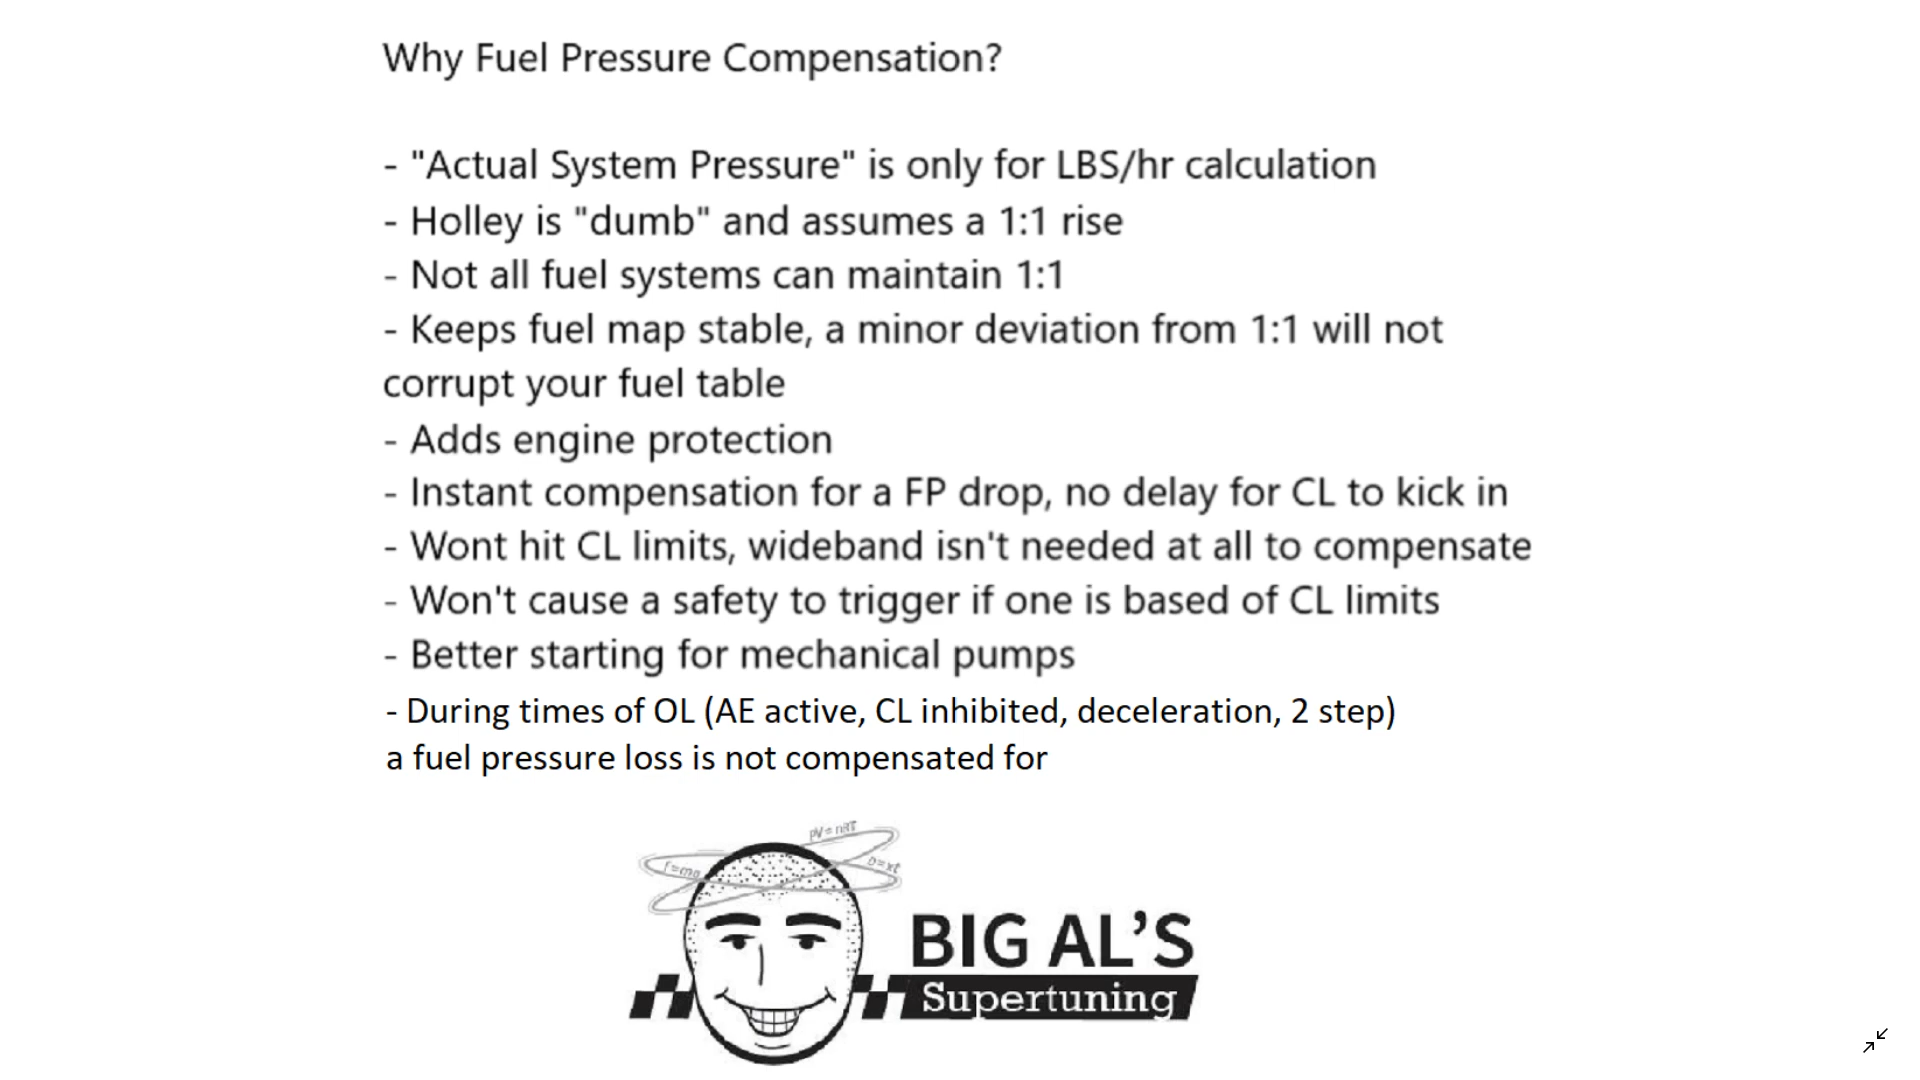 Why Fuel Pressure Compensation?
- "Actual System Pressure" is only for LBS/hr calculation
- Holley is "dumb" and assumes a 1:1 rise
- Not all fuel systems can maintain 1:1
- Keeps fuel map stable, a minor deviation from 1:1 will not
corrupt your fuel table
- Adds engine protection
- Instant compensation for a FP drop, no delay for CL to kick in
- Wont hit CL limits, wideband isn't needed at all to compensate
- Won't cause a safety to trigger if one is based of CL limits
- Better starting for mechanical pumps
- During times of OL (AE active, CL inhibited, deceleration, 2 step)
a fuel pressure loss is not compensated for
pV=nRT
f=ma
D=xt
BIG AL'S
Supertuning